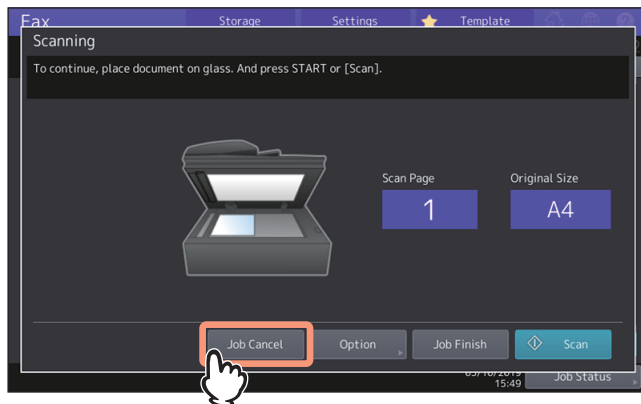 Fax
Storage
Settings
Template
Scanning
To continue, place document on glass. And press START or [Scan].
Scan Page
Original Size
1
A4
Job Cancel
Option
Job Finish
Scan
15:49
Job Status